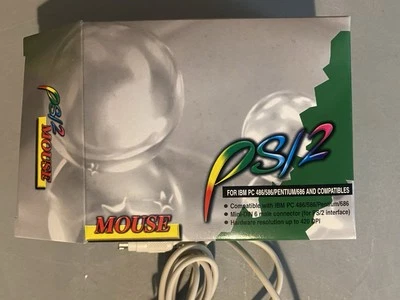 PS/2
MOUSE
PS/2
FOR IBM PC 486/586/PENTIUM/686 AND COMPATIBLES
Compatible with IBM PC 486/586/Pentium/686
Mini-DIN 6 male connector (for PS/2 interface)
Hardware resolution up to 420 DPI
MOUSE